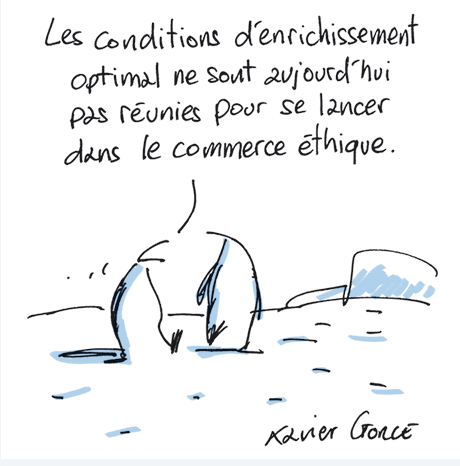 Les conditions d'enrichissement
optimal ne sont aujourd'hui
pas réunies pour se lancer
dans le commerce éthique.
Xavier Gorce